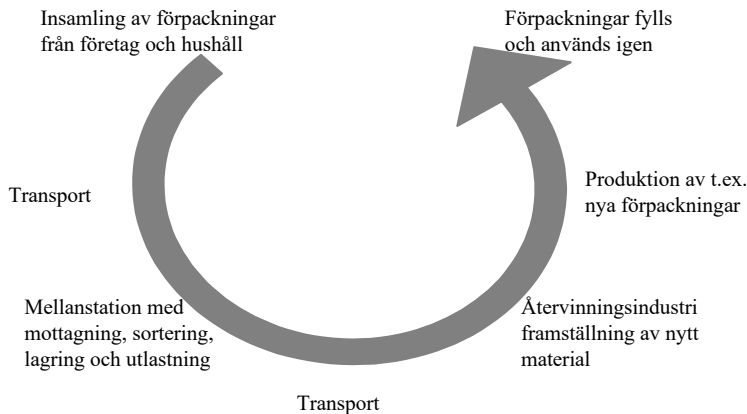 Insamling av förpackningar
från företag och hushåll
Förpackningar fylls
och används igen
Transport
Produktion av t.ex.
nya förpackningar
Mellanstation med
mottagning, sortering,
lagring och utlastning
Återvinningsindustri
framställning av nytt
material
Transport